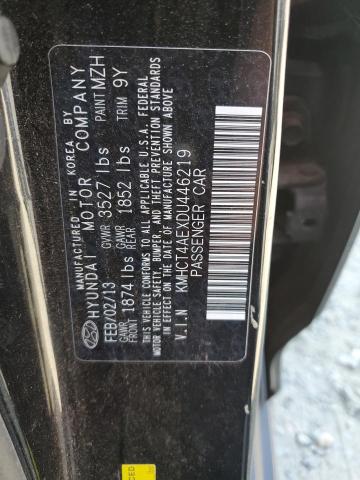 MANUFACTURED IN KOREA BY
HYUNDAI MOTOR COMPANY
FEB/02/13 GVWR 3527 lbs PAINT MZH
GAWR FRONT 1874 lbs GAWR REAR 1852 lbs TRIM 9Y
THIS VEHICLE CONFORMS TO ALL APPLICABLE U.S.A. FEDERAL
MOTOR VEHICLE SAFETY, BUMPER, AND THEFT PREVENTION STANDARDS
IN EFFECT ON THE DATE OF MANUFACTURE SHOWN ABOVE
V.I.N KMHCT4AEXDU446219
PASSENGER CAR